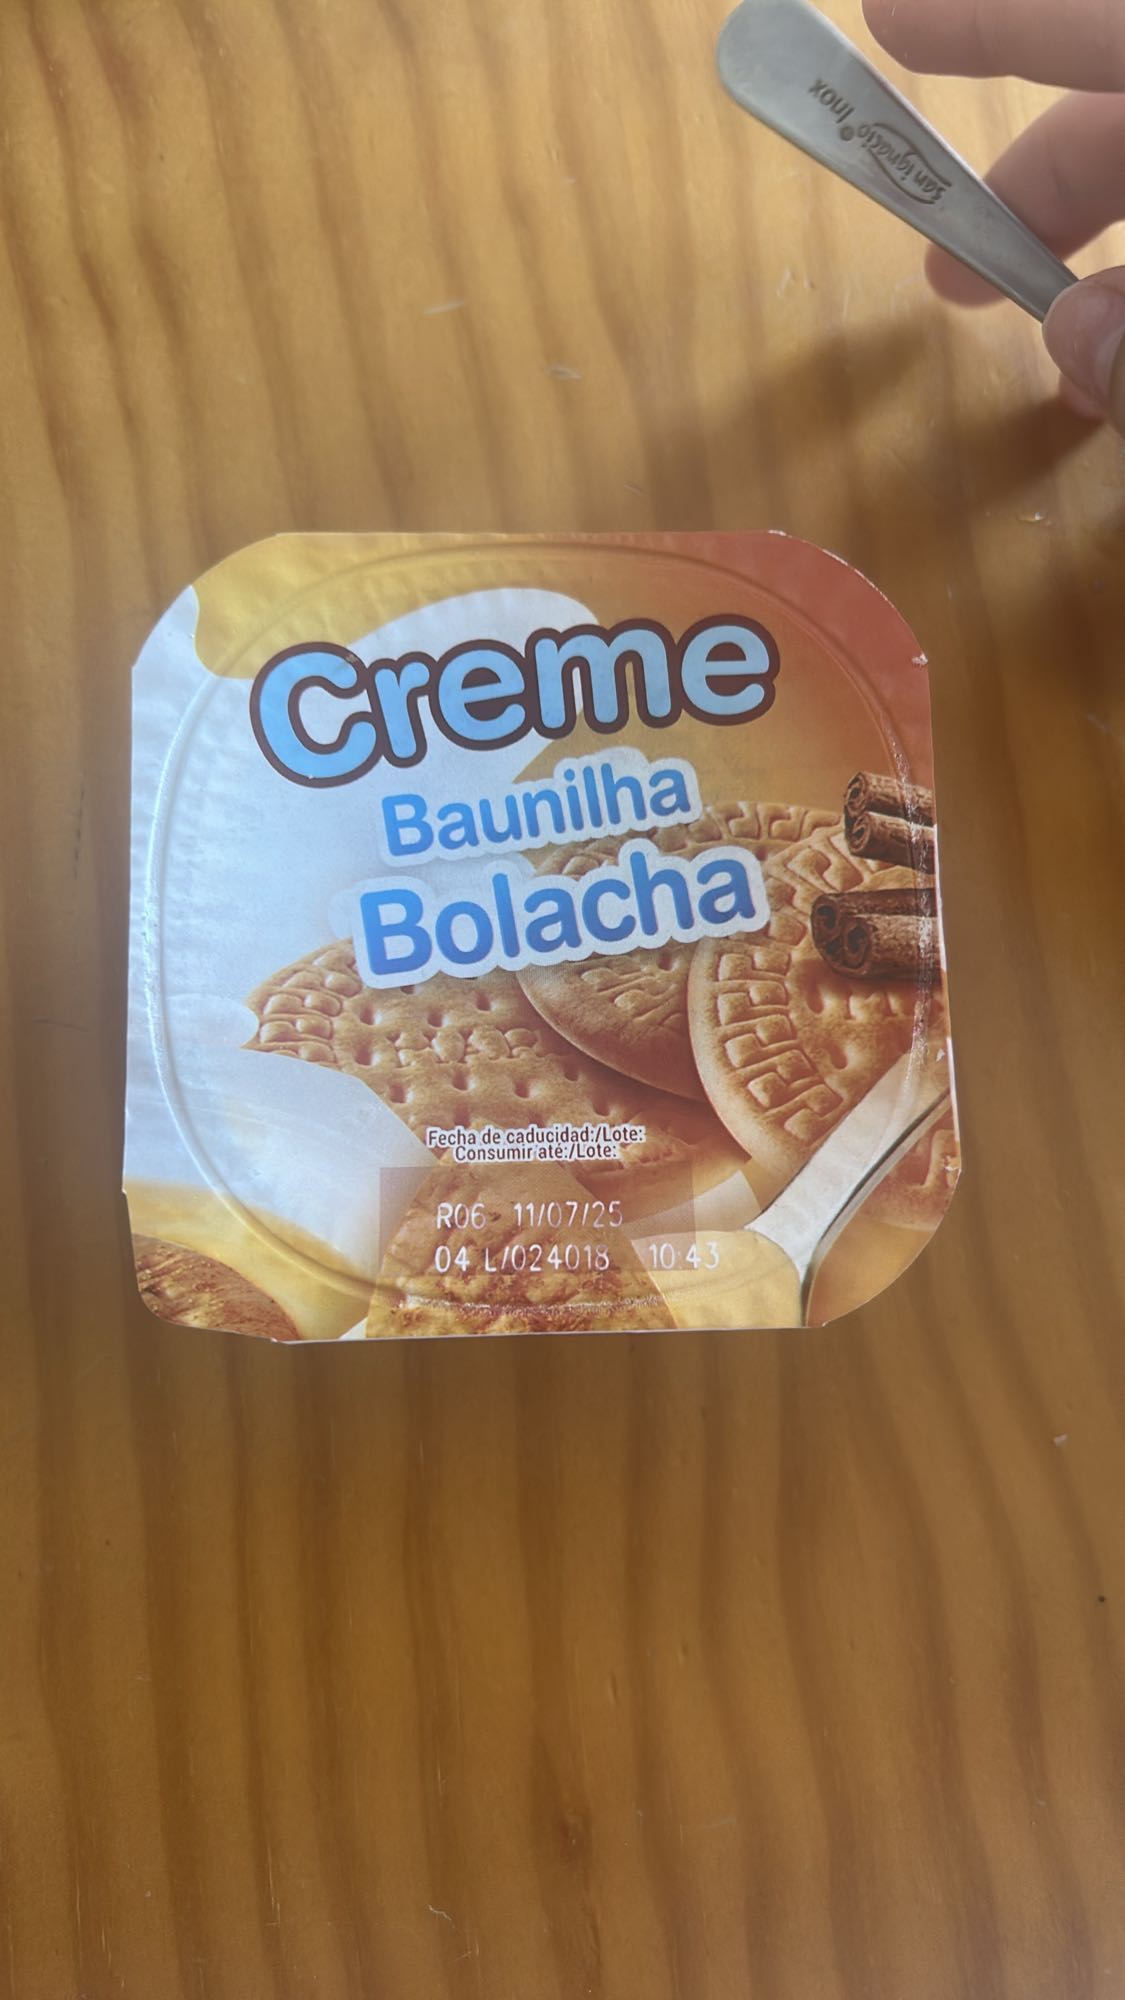 San Ignacio® Inox
Creme
Baunilha
Bolacha
Fecha de caducidad:/Lote:
Consumir até:/Lote:
R06 11/07/25
04 L/024018 10:43